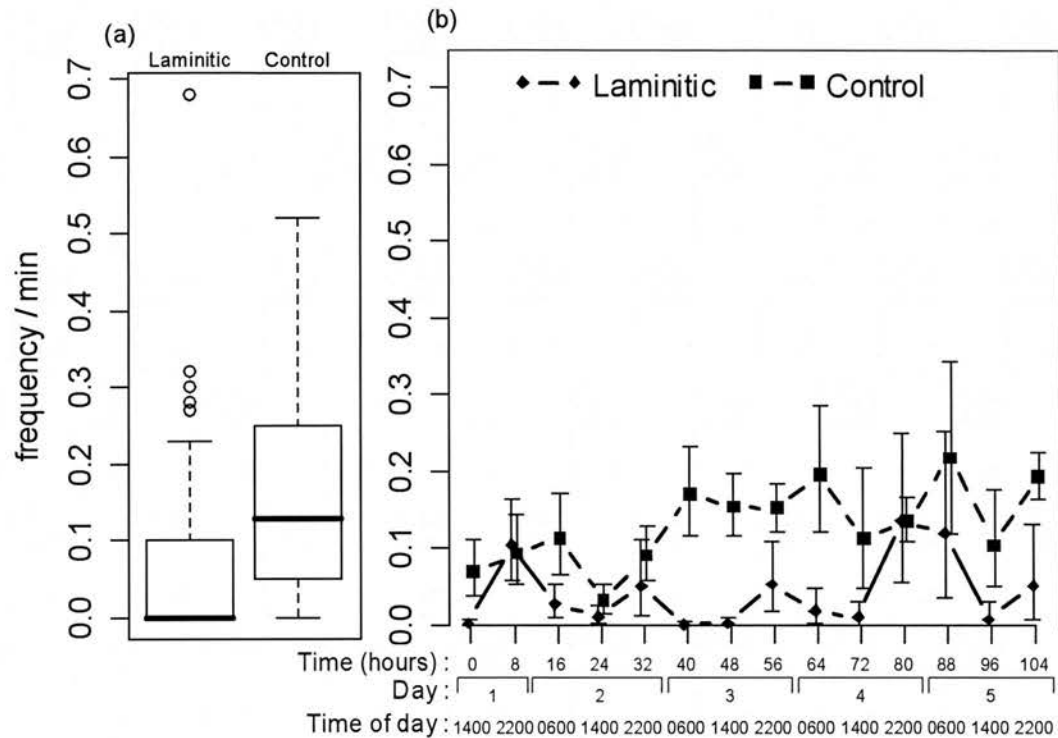 (a)
Laminitic Control
0.7
0.6
0.5
0.4
0.3
0.2
0.1
0.0
frequency / min
(b)
Laminitic Control
0.7
0.6
0.5
0.4
0.3
0.2
0.1
0.0
Time (hours) : 0 8 16 24 32 40 48 56 64 72 80 88 96 104
Day : 1 2 3 4 5
Time of day : 1400 2200 0600 1400 2200 0600 1400 2200 0600 1400 2200 0600 1400 2200